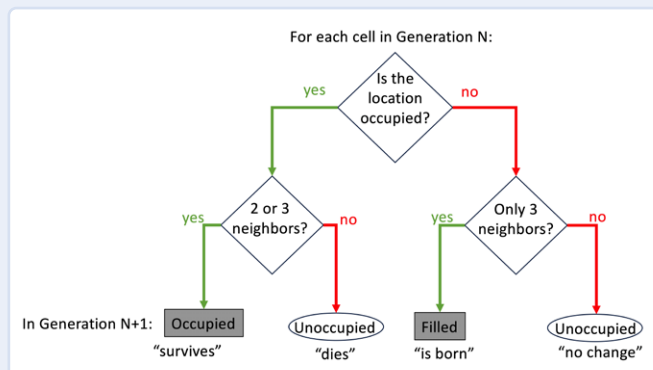 For each cell in Generation N:
Is the
location
occupied?
yes
no
2 or 3
neighbors?
yes
no
Only 3
neighbors?
yes
no
In Generation N+1:
Occupied
Unoccupied
Filled
Unoccupied
“survives”
“dies”
“is born”
“no change”